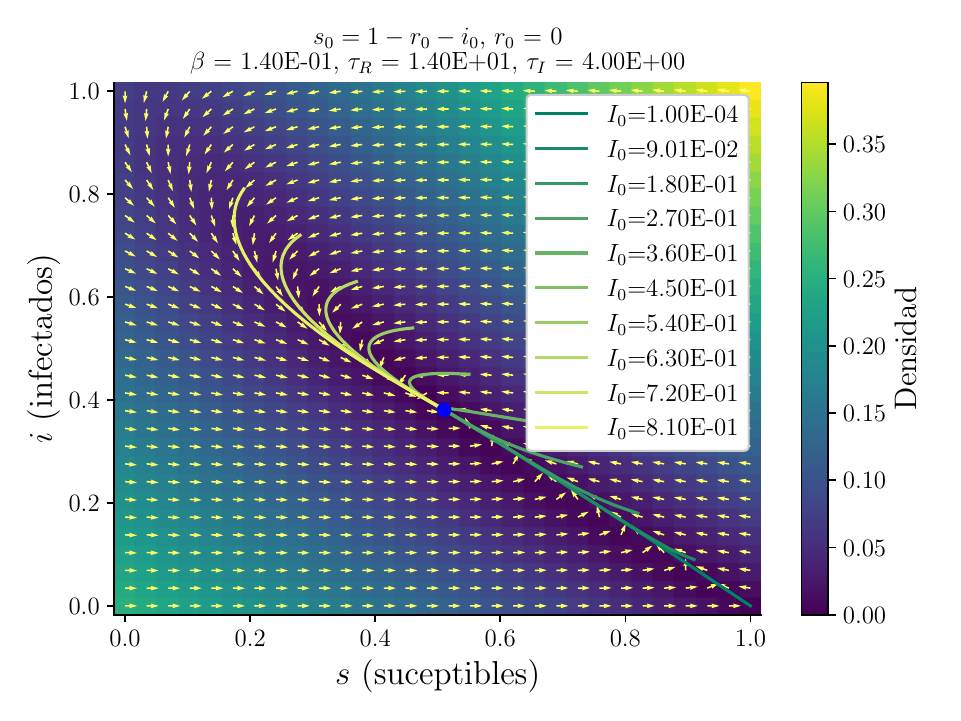 s₀ = 1 − r₀ − i₀, r₀ = 0
β = 1.40E-01, τ_R = 1.40E+01, τ_I = 4.00E+00
1.0
0.8
0.6
0.4
0.2
0.0
i (infectados)
0.0 0.2 0.4 0.6 0.8 1.0
s (suceptibles)
I₀=1.00E-04
I₀=9.01E-02
I₀=1.80E-01
I₀=2.70E-01
I₀=3.60E-01
I₀=4.50E-01
I₀=5.40E-01
I₀=6.30E-01
I₀=7.20E-01
I₀=8.10E-01
0.35
0.30
0.25
0.20
0.15
0.10
0.05
0.00
Densidad